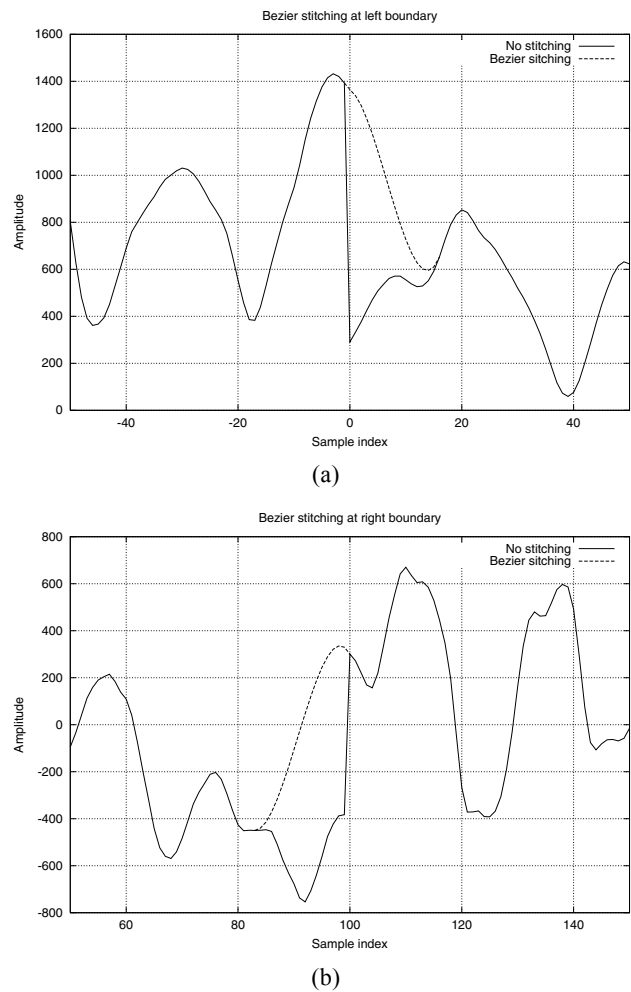 Bezier stitching at left boundary
1600
1400
1200
1000
800
600
400
200
0
Amplitude
No stitching
Bezier sitching
-40
-20
0
20
40
Sample index
(a)
Bezier stitching at right boundary
800
600
400
200
0
-200
-400
-600
-800
Amplitude
No stitching
Bezier sitching
60
80
100
120
140
Sample index
(b)